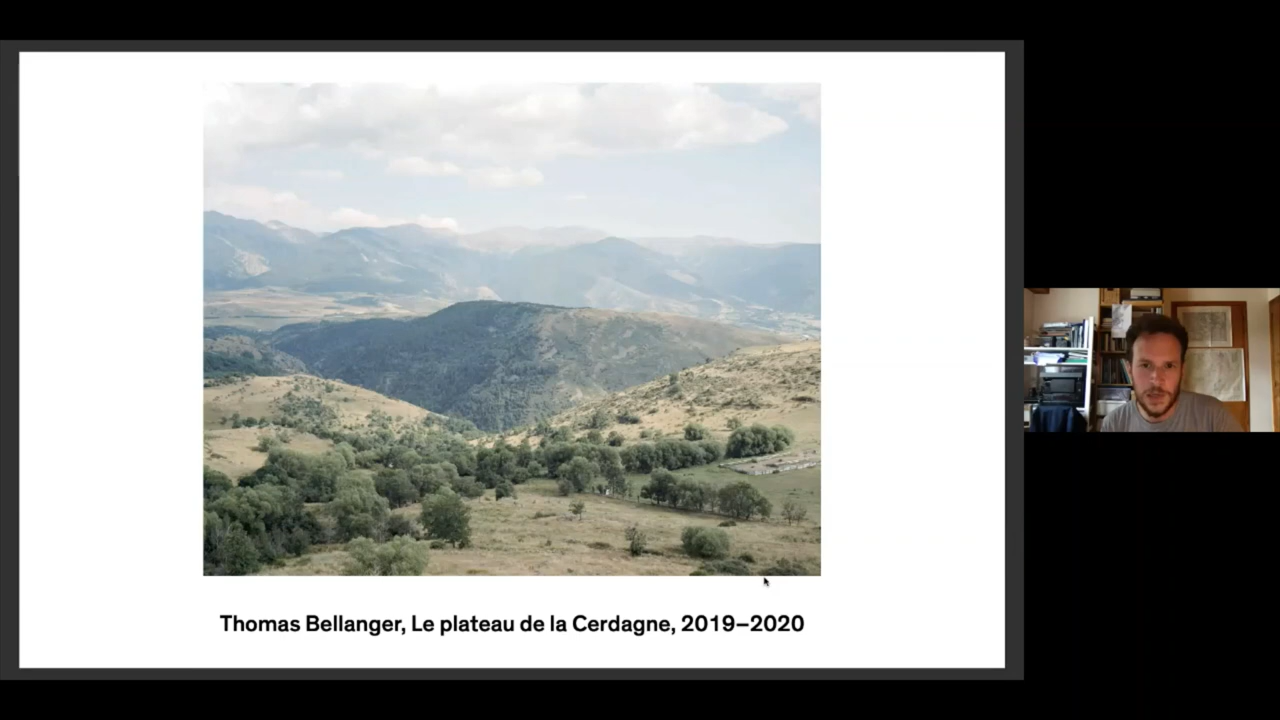 Thomas Bellanger, Le plateau de la Cerdagne, 2019–2020